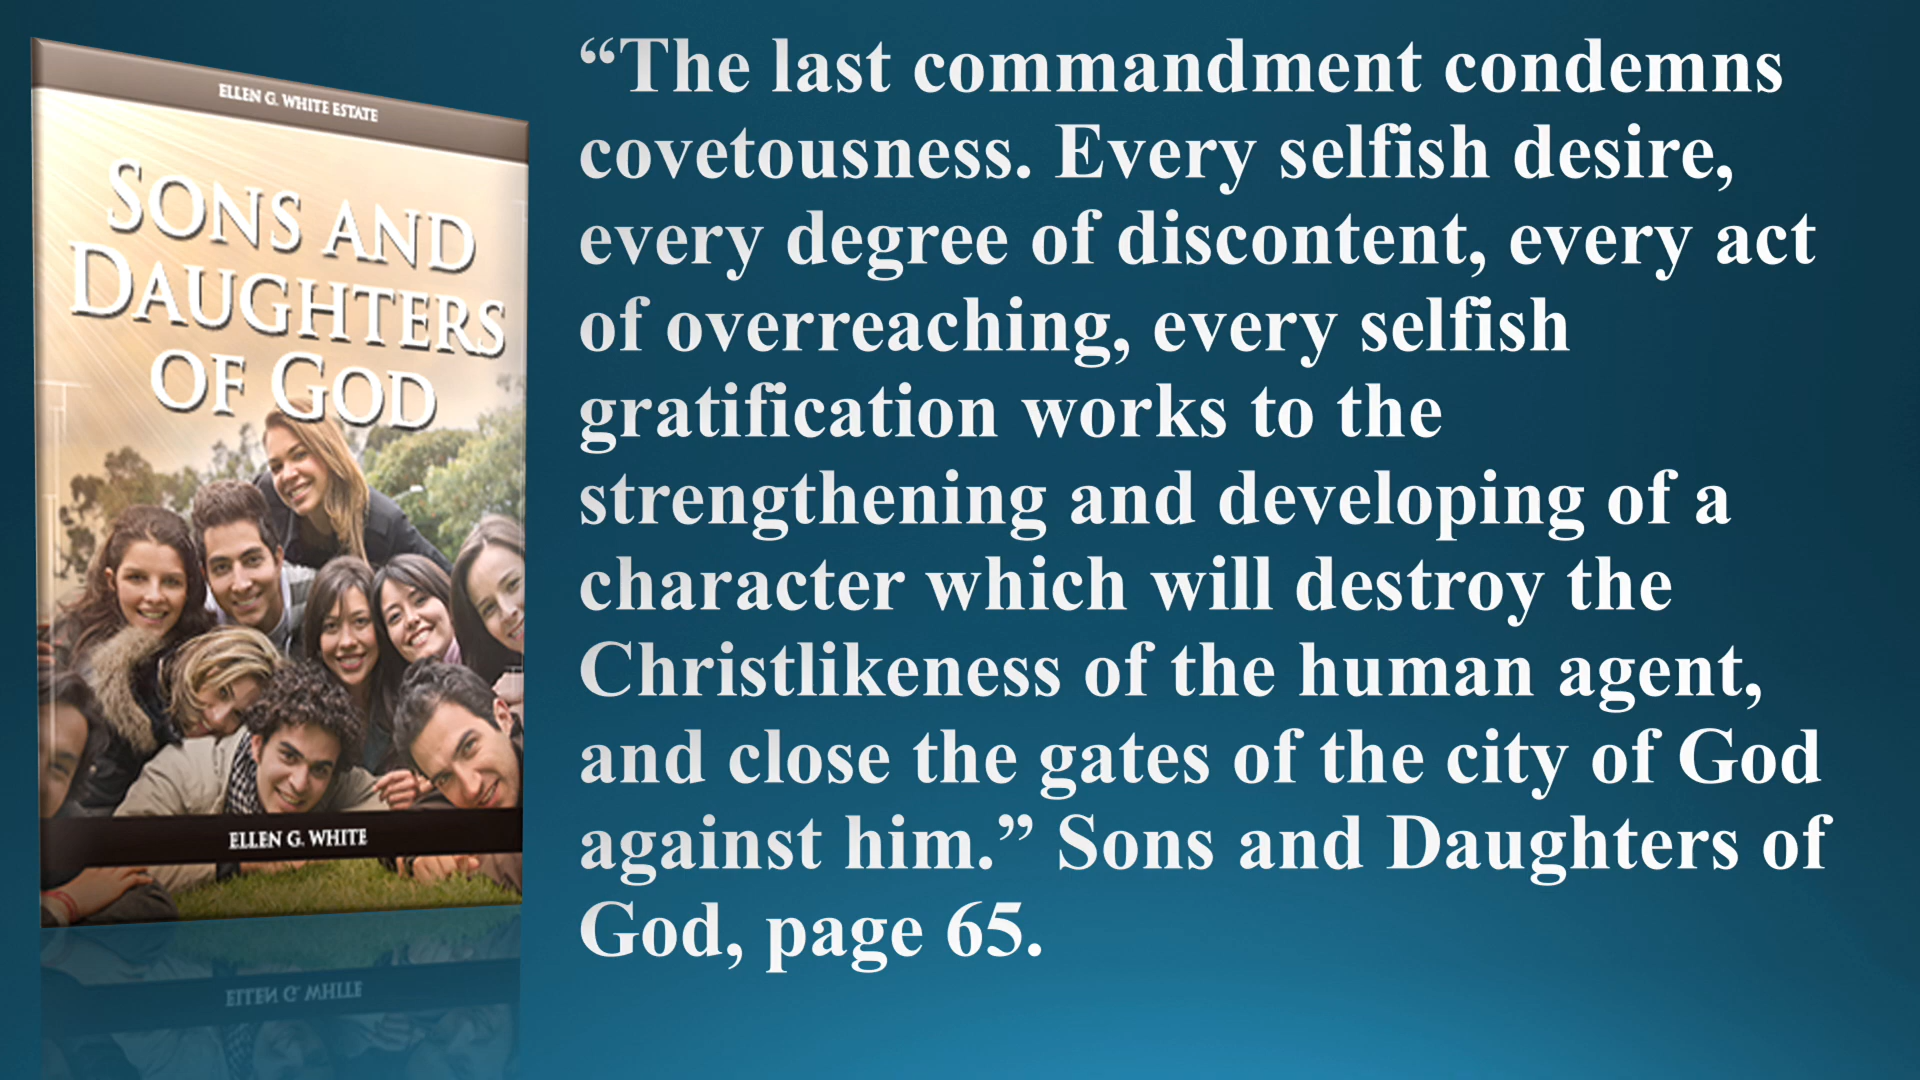 ELLEN G. WHITE ESTATE
SONS AND
DAUGHTERS
OF GOD
ELLEN G. WHITE
“The last commandment condemns
covetousness. Every selfish desire,
every degree of discontent, every act
of overreaching, every selfish
gratification works to the
strengthening and developing of a
character which will destroy the
Christlikeness of the human agent,
and close the gates of the city of God
against him.” Sons and Daughters of
God, page 65.
ELLEN G. WHITE